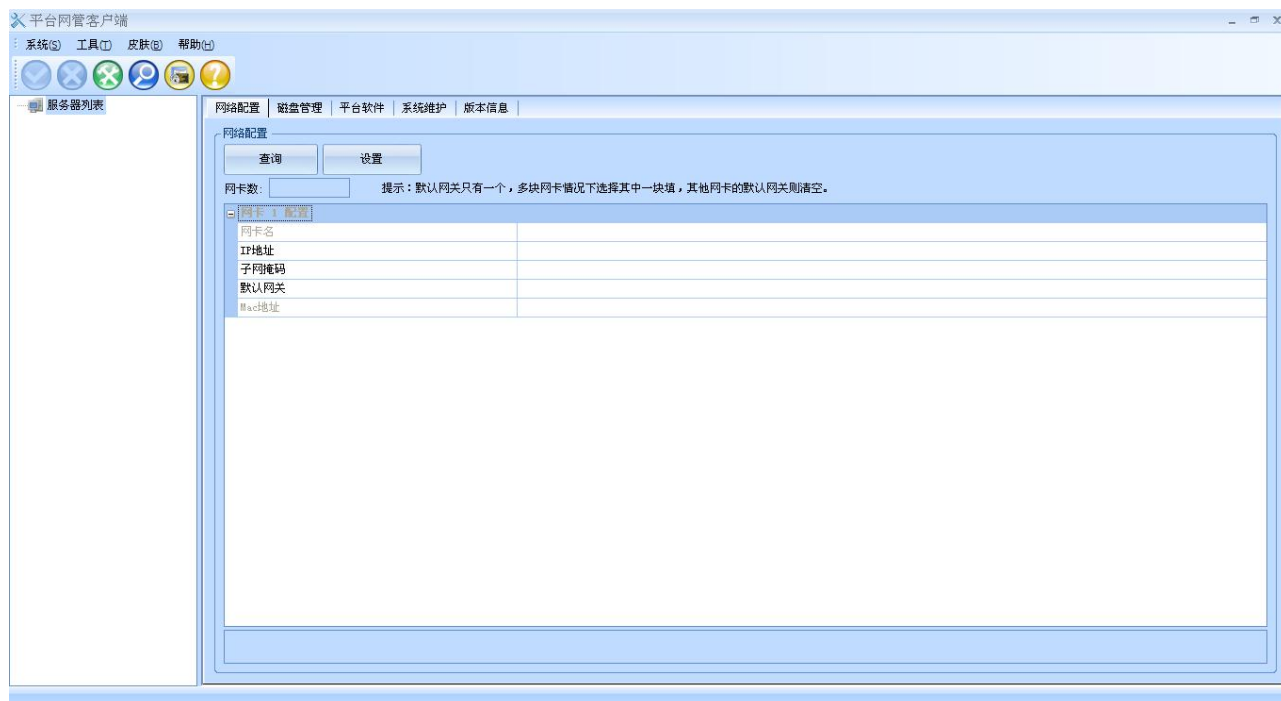 平台网管客户端
系统(S) 工具(T) 皮肤(B) 帮助(H)
服务器列表
网络配置 磁盘管理 平台软件 系统维护 版本信息
网络配置
查询 设置
网卡数: 提示：默认网关只有一个，多块网卡情况下选择其中一块填，其他网卡的默认网关则清空。
网卡 1 配置
网卡名
IP地址
子网掩码
默认网关
Mac地址